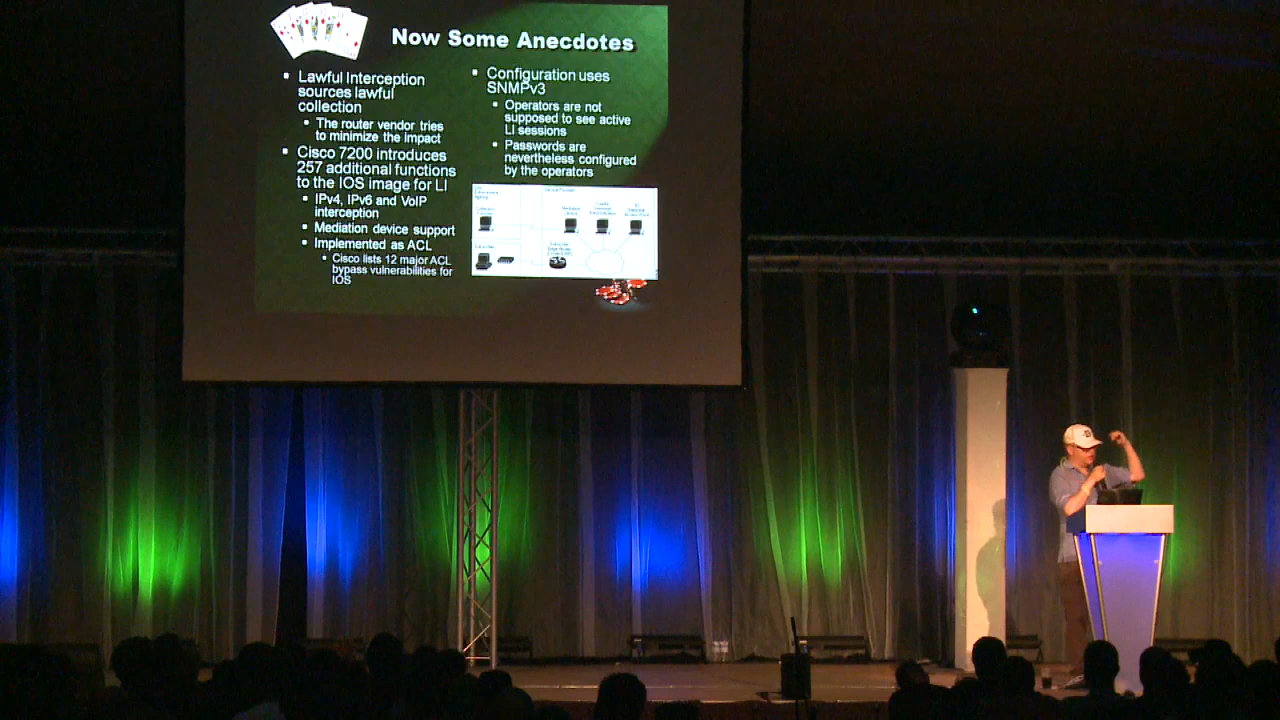 Now Some Anecdotes
Lawful Interception
sources lawful
collection
The router vendor tries
to minimize the impact
Cisco 7200 introduces
257 additional functions
to the IOS image for LI
IPv4, IPv6 and VoIP
interception
Mediation device support
Implemented as ACL
Cisco lists 12 major ACL
bypass vulnerabilities for
IOS
Configuration uses
SNMPv3
Operators are not
supposed to see active
LI sessions
Passwords are
nevertheless configured
by the operators